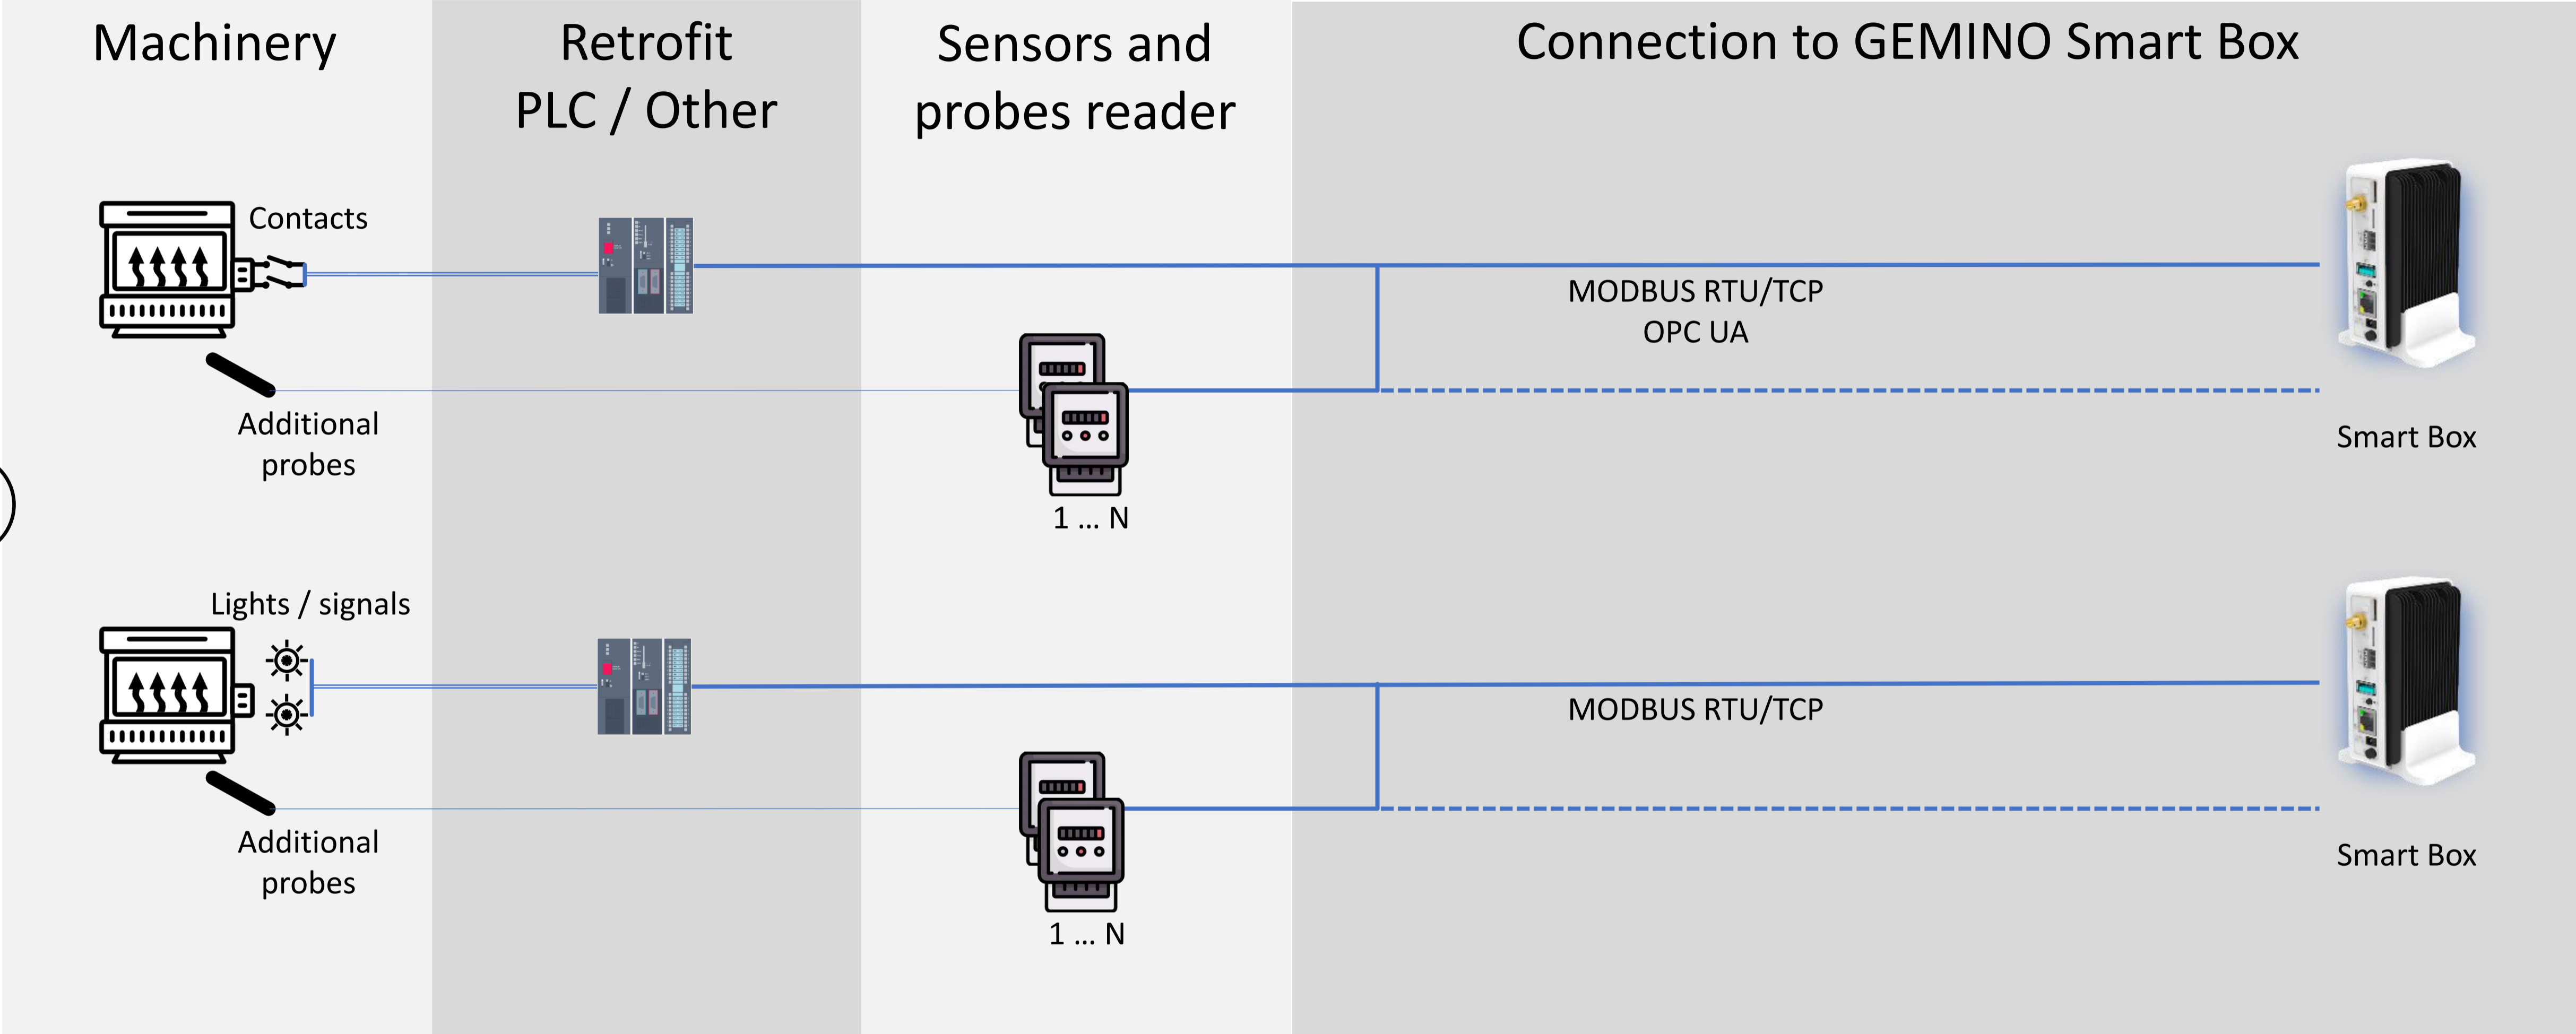 Machinery
Retrofit
PLC / Other
Sensors and
probes reader
Connection to GEMINO Smart Box
Contacts
MODBUS RTU/TCP
OPC UA
Additional
probes
Smart Box
1 ... N
Lights / signals
MODBUS RTU/TCP
Additional
probes
Smart Box
1 ... N